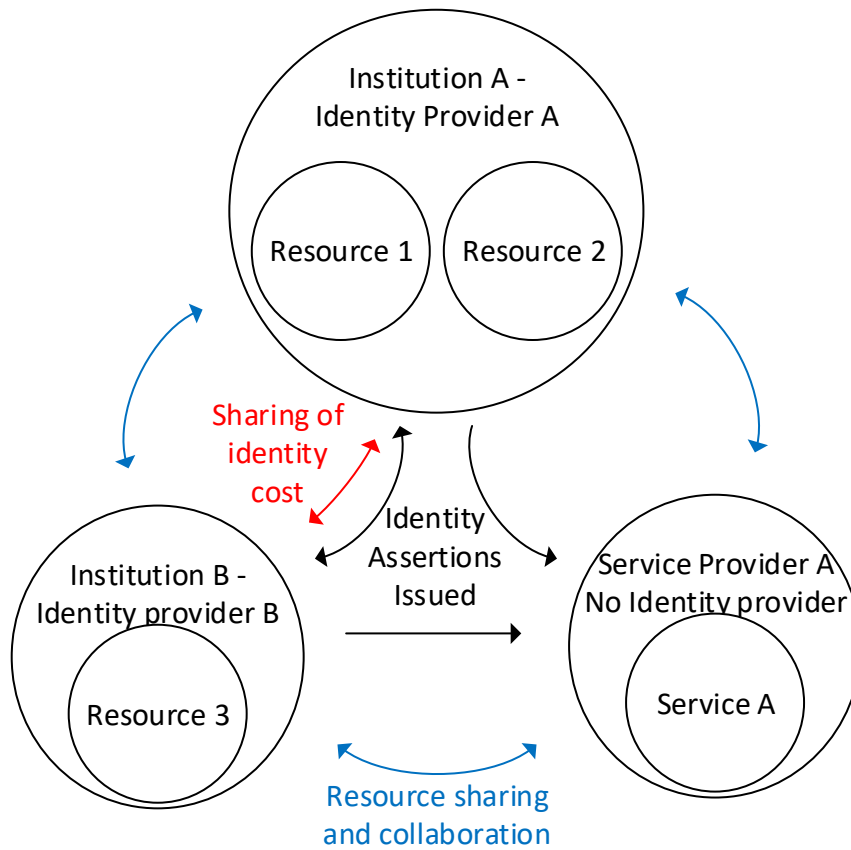 Institution A -
Identity Provider A
Resource 1
Resource 2
Sharing of
identity
cost
Identity
Assertions
Issued
Institution B -
Identity provider B
Resource 3
Service Provider A
No Identity provider
Service A
Resource sharing
and collaboration